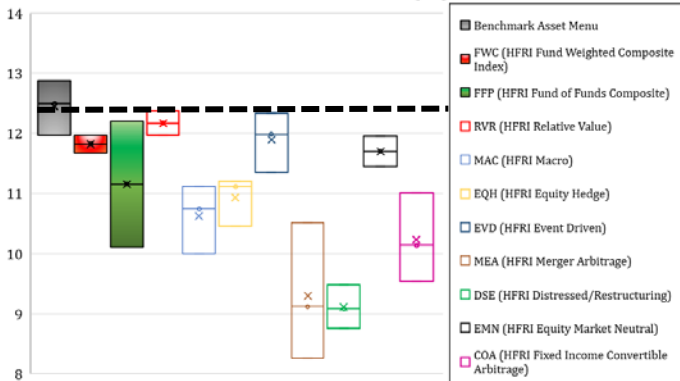 14
13
12
11
10
9
8
Benchmark Asset Menu
FWC (HFRI Fund Weighted Composite
Index)
FFP (HFRI Fund of Funds Composite)
RVR (HFRI Relative Value)
MAC (HFRI Macro)
EQH (HFRI Equity Hedge)
EVD (HFRI Event Driven)
MEA (HFRI Merger Arbitrage)
DSE (HFRI Distressed/Restructuring)
EMN (HFRI Equity Market Neutral)
COA (HFRI Fixed Income Convertible
Arbitrage)